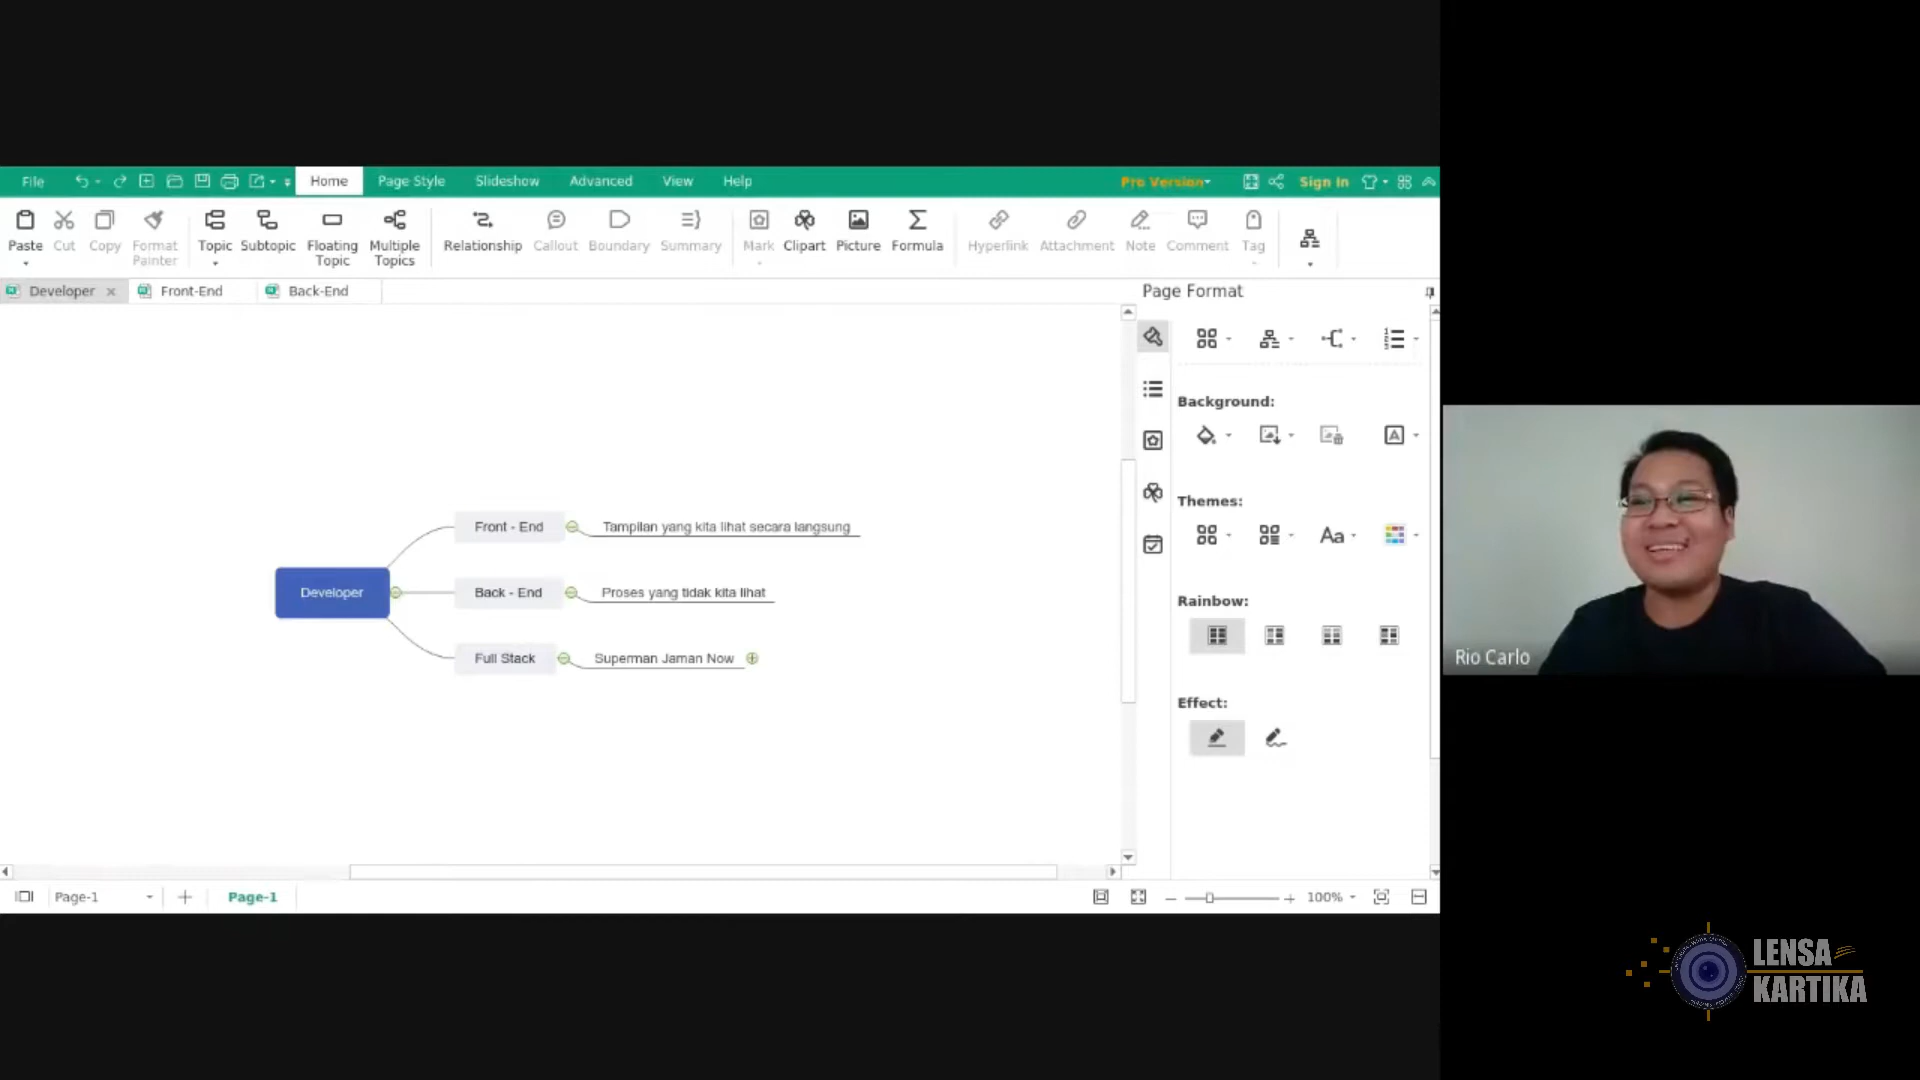 File Home Page Style Slideshow Advanced View Help Pro Version Sign In
Paste Cut Copy Format Painter Topic Subtopic Floating Topic Multiple Topics Relationship Callout Boundary Summary Mark Clipart Picture Formula Hyperlink Attachment Note Comment Tag
Developer Front-End Back-End
Page Format
Background:
Themes:
Aa
Rainbow:
Effect:
Front - End Tampilan yang kita lihat secara langsung
Developer Back - End Proses yang tidak kita lihat
Full Stack Superman Jaman Now
Page-1 Page-1 100%
Rio Carlo
LENSA
KARTIKA